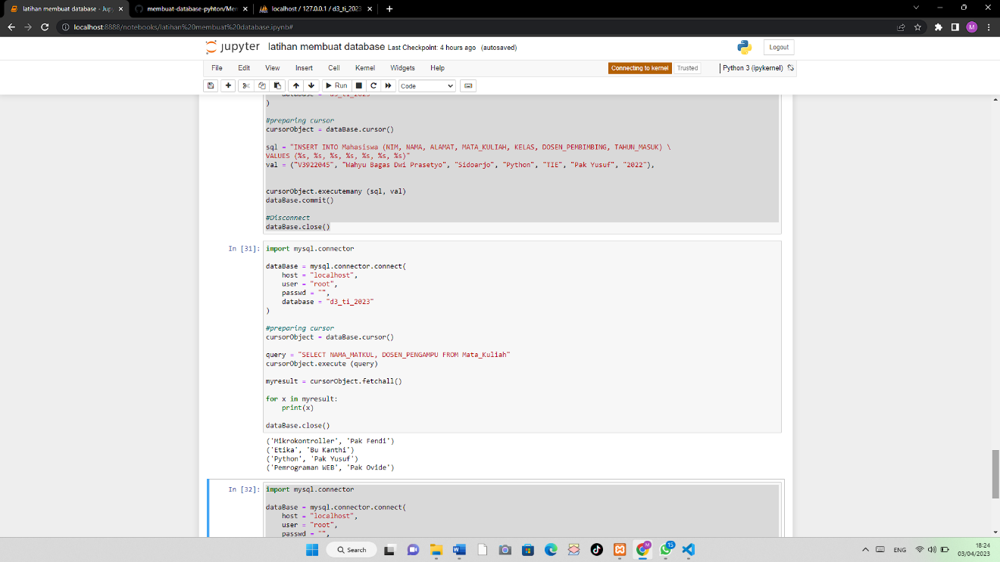 latihan membuat database - Jupy
membuat-database-pyhton/Mem
localhost / 127.0.0.1 / d3_ti_2023
localhost:8888/notebooks/latihan%20membuat%20database.ipynb#
M
jupyter latihan membuat database Last Checkpoint: 4 hours ago (autosaved)
Logout
File Edit View Insert Cell Kernel Widgets Help
Connecting to kernel Trusted Python 3 (ipykernel)
Run Code
database = "d3_ti_2023"
)
#preparing cursor
cursorObject = dataBase.cursor()
sql = "INSERT INTO Mahasiswa (NIM, NAMA, ALAMAT, MATA_KULIAH, KELAS, DOSEN_PEMBIMBING, TAHUN_MASUK) \
VALUES (%s, %s, %s, %s, %s, %s, %s)"
val = ("V3922045", "Wahyu Bagas Dwi Prasetyo", "Sidoarjo", "Python", "TIE", "Pak Yusuf", "2022"),
cursorObject.executemany (sql, val)
dataBase.commit()
#Disconnect
dataBase.close()
In [31]: import mysql.connector
dataBase = mysql.connector.connect(
host = "localhost",
user = "root",
passwd = "",
database = "d3_ti_2023"
)
#preparing cursor
cursorObject = dataBase.cursor()
query = "SELECT NAMA_MATKUL, DOSEN_PENGAMPU FROM Mata_Kuliah"
cursorObject.execute (query)
myresult = cursorObject.fetchall()
for x in myresult:
print(x)
dataBase.close()
('Mikrokontroller', 'Pak Fendi')
('Etika', 'Bu Kanthi')
('Python', 'Pak Yusuf')
('Pemrograman WEB', 'Pak Ovide')
In [32]: import mysql.connector
dataBase = mysql.connector.connect(
host = "localhost",
user = "root",
passwd = "",
Search
M
15
ENG
18:24
03/04/2023